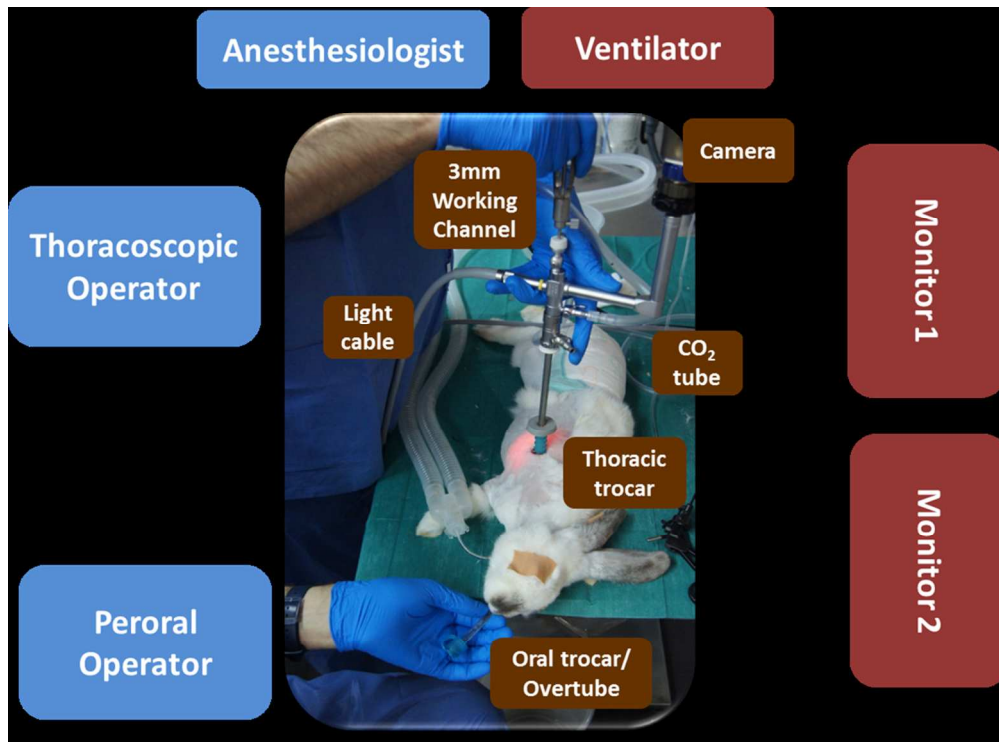 Anesthesiologist
Ventilator
Camera
3mm
Working
Channel
Thoracoscopic
Operator
Monitor 1
Light
cable
CO₂
tube
Thoracic
trocar
Monitor 2
Peroral
Operator
Oral trocar/
Overtube